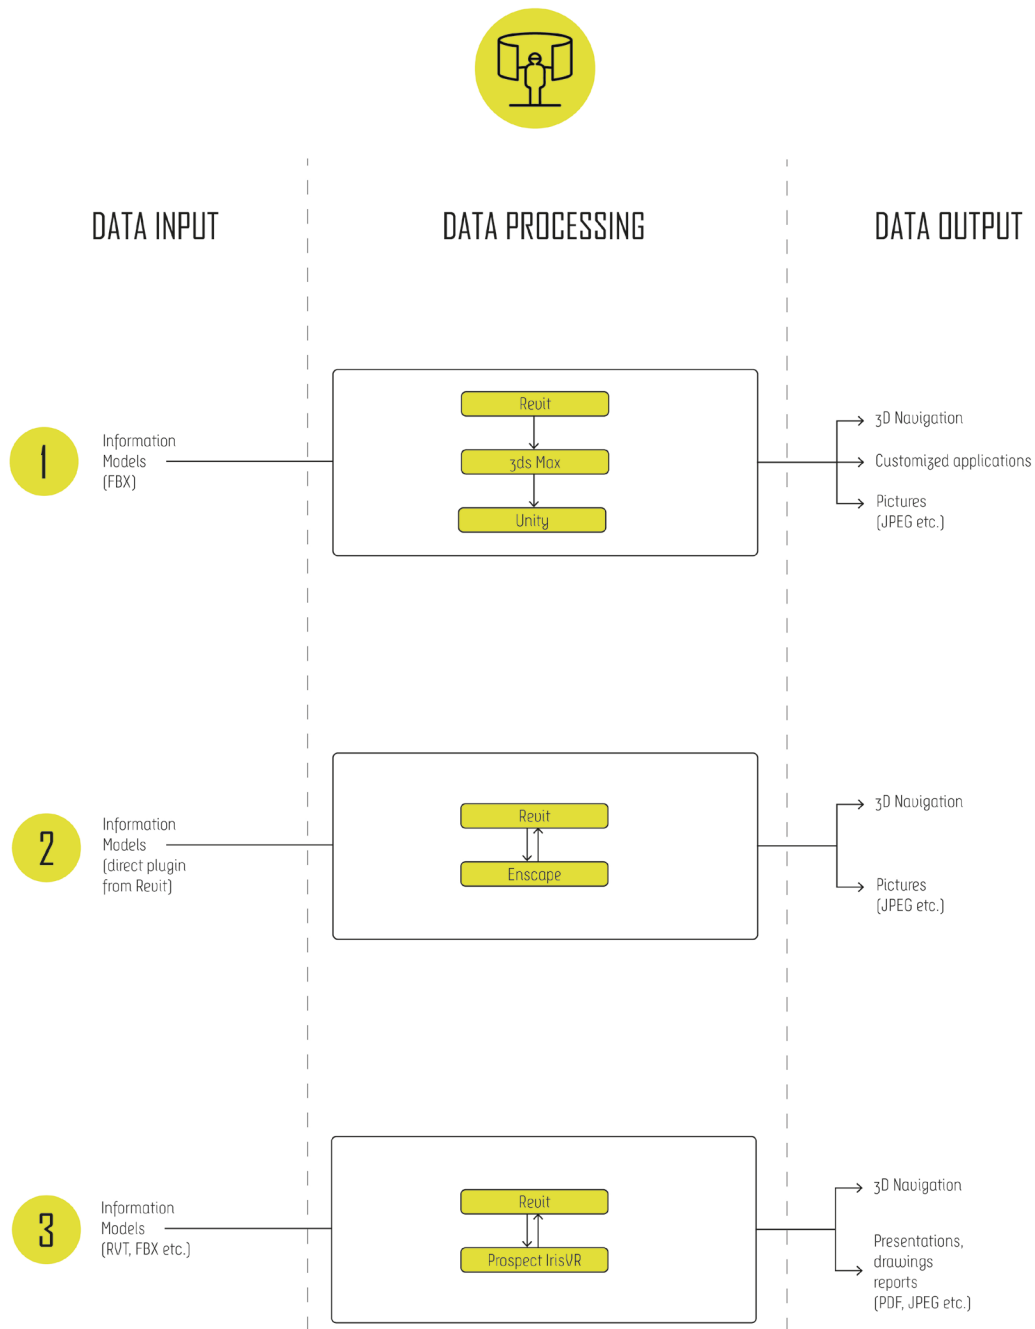 DATA INPUT
DATA PROCESSING
DATA OUTPUT
1
Information
Models
(FBX)
Revit
3ds Max
Unity
3D Navigation
Customized applications
Pictures
(JPEG etc.)
2
Information
Models
(direct plugin
from Revit)
Revit
Enscape
3D Navigation
Pictures
(JPEG etc.)
3
Information
Models
(RVT, FBX etc.)
Revit
Prospect IrisVR
3D Navigation
Presentations,
drawings
reports
(PDF, JPEG etc.)